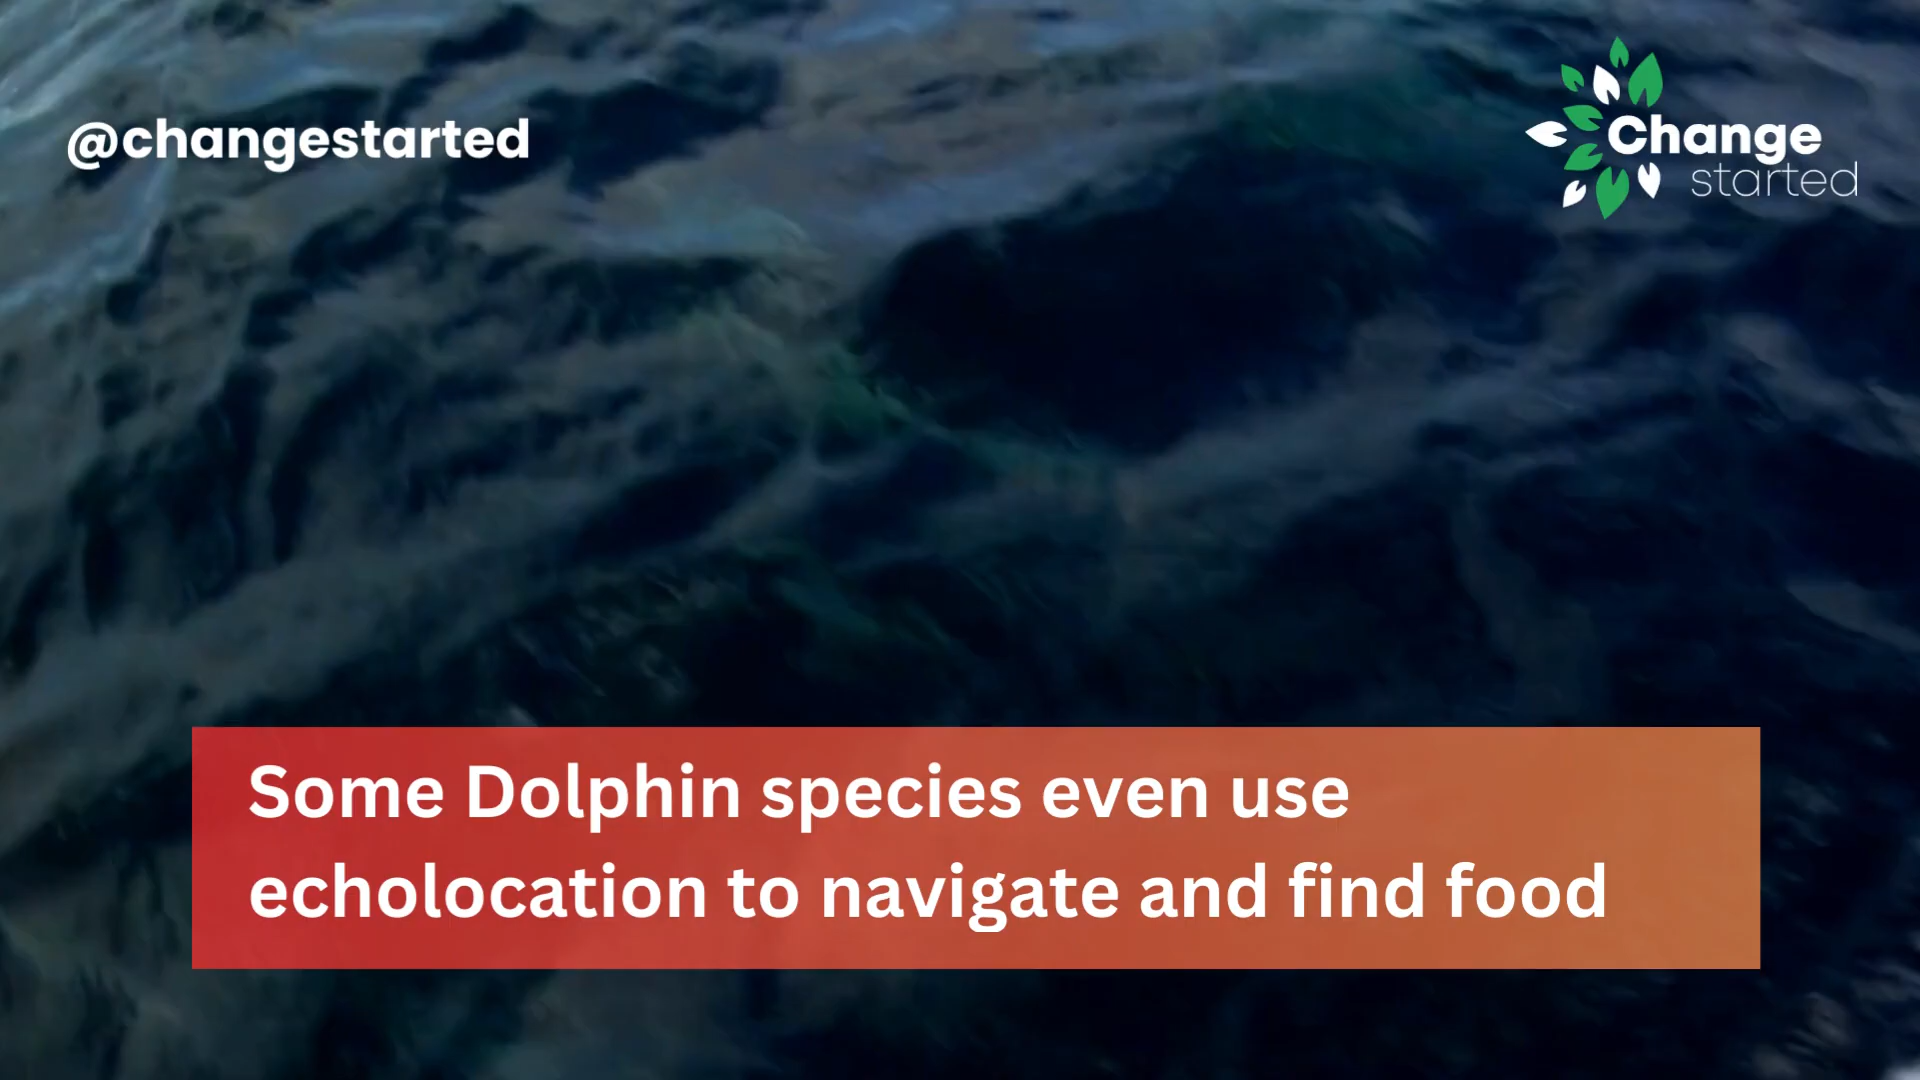 @changestarted
Change
started
Some Dolphin species even use
echolocation to navigate and find food